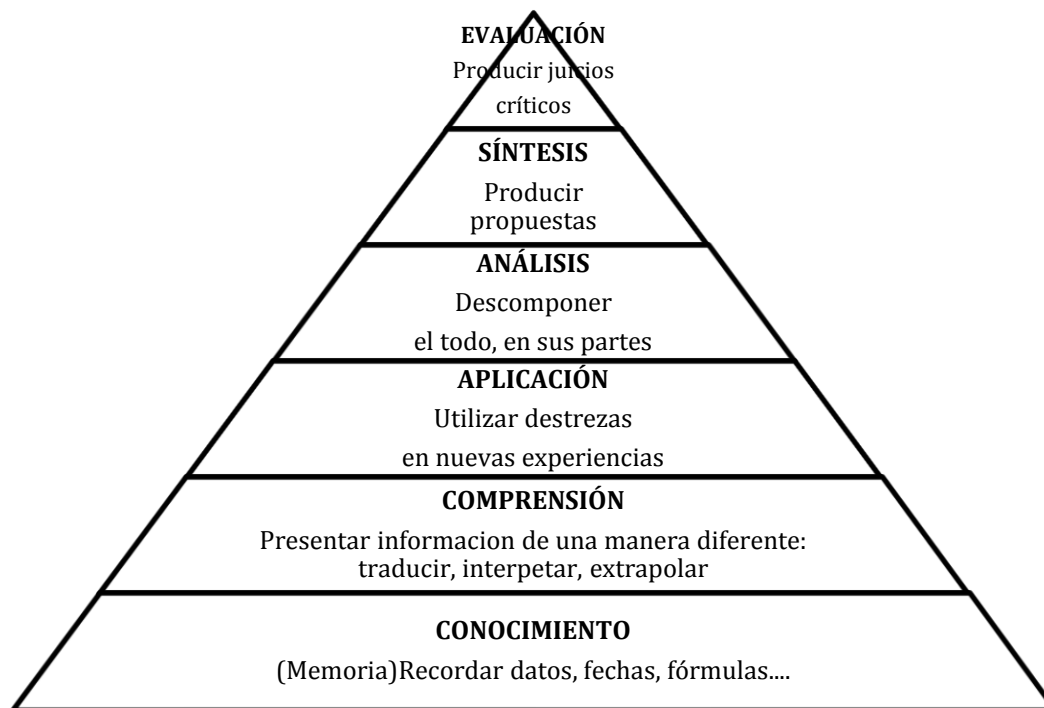 EVALUACIÓN
Producir juicios
críticos
SÍNTESIS
Producir
propuestas
ANÁLISIS
Descomponer
el todo, en sus partes
APLICACIÓN
Utilizar destrezas
en nuevas experiencias
COMPRENSIÓN
Presentar informacion de una manera diferente:
traducir, interpetar, extrapolar
CONOCIMIENTO
(Memoria)Recordar datos, fechas, fórmulas....